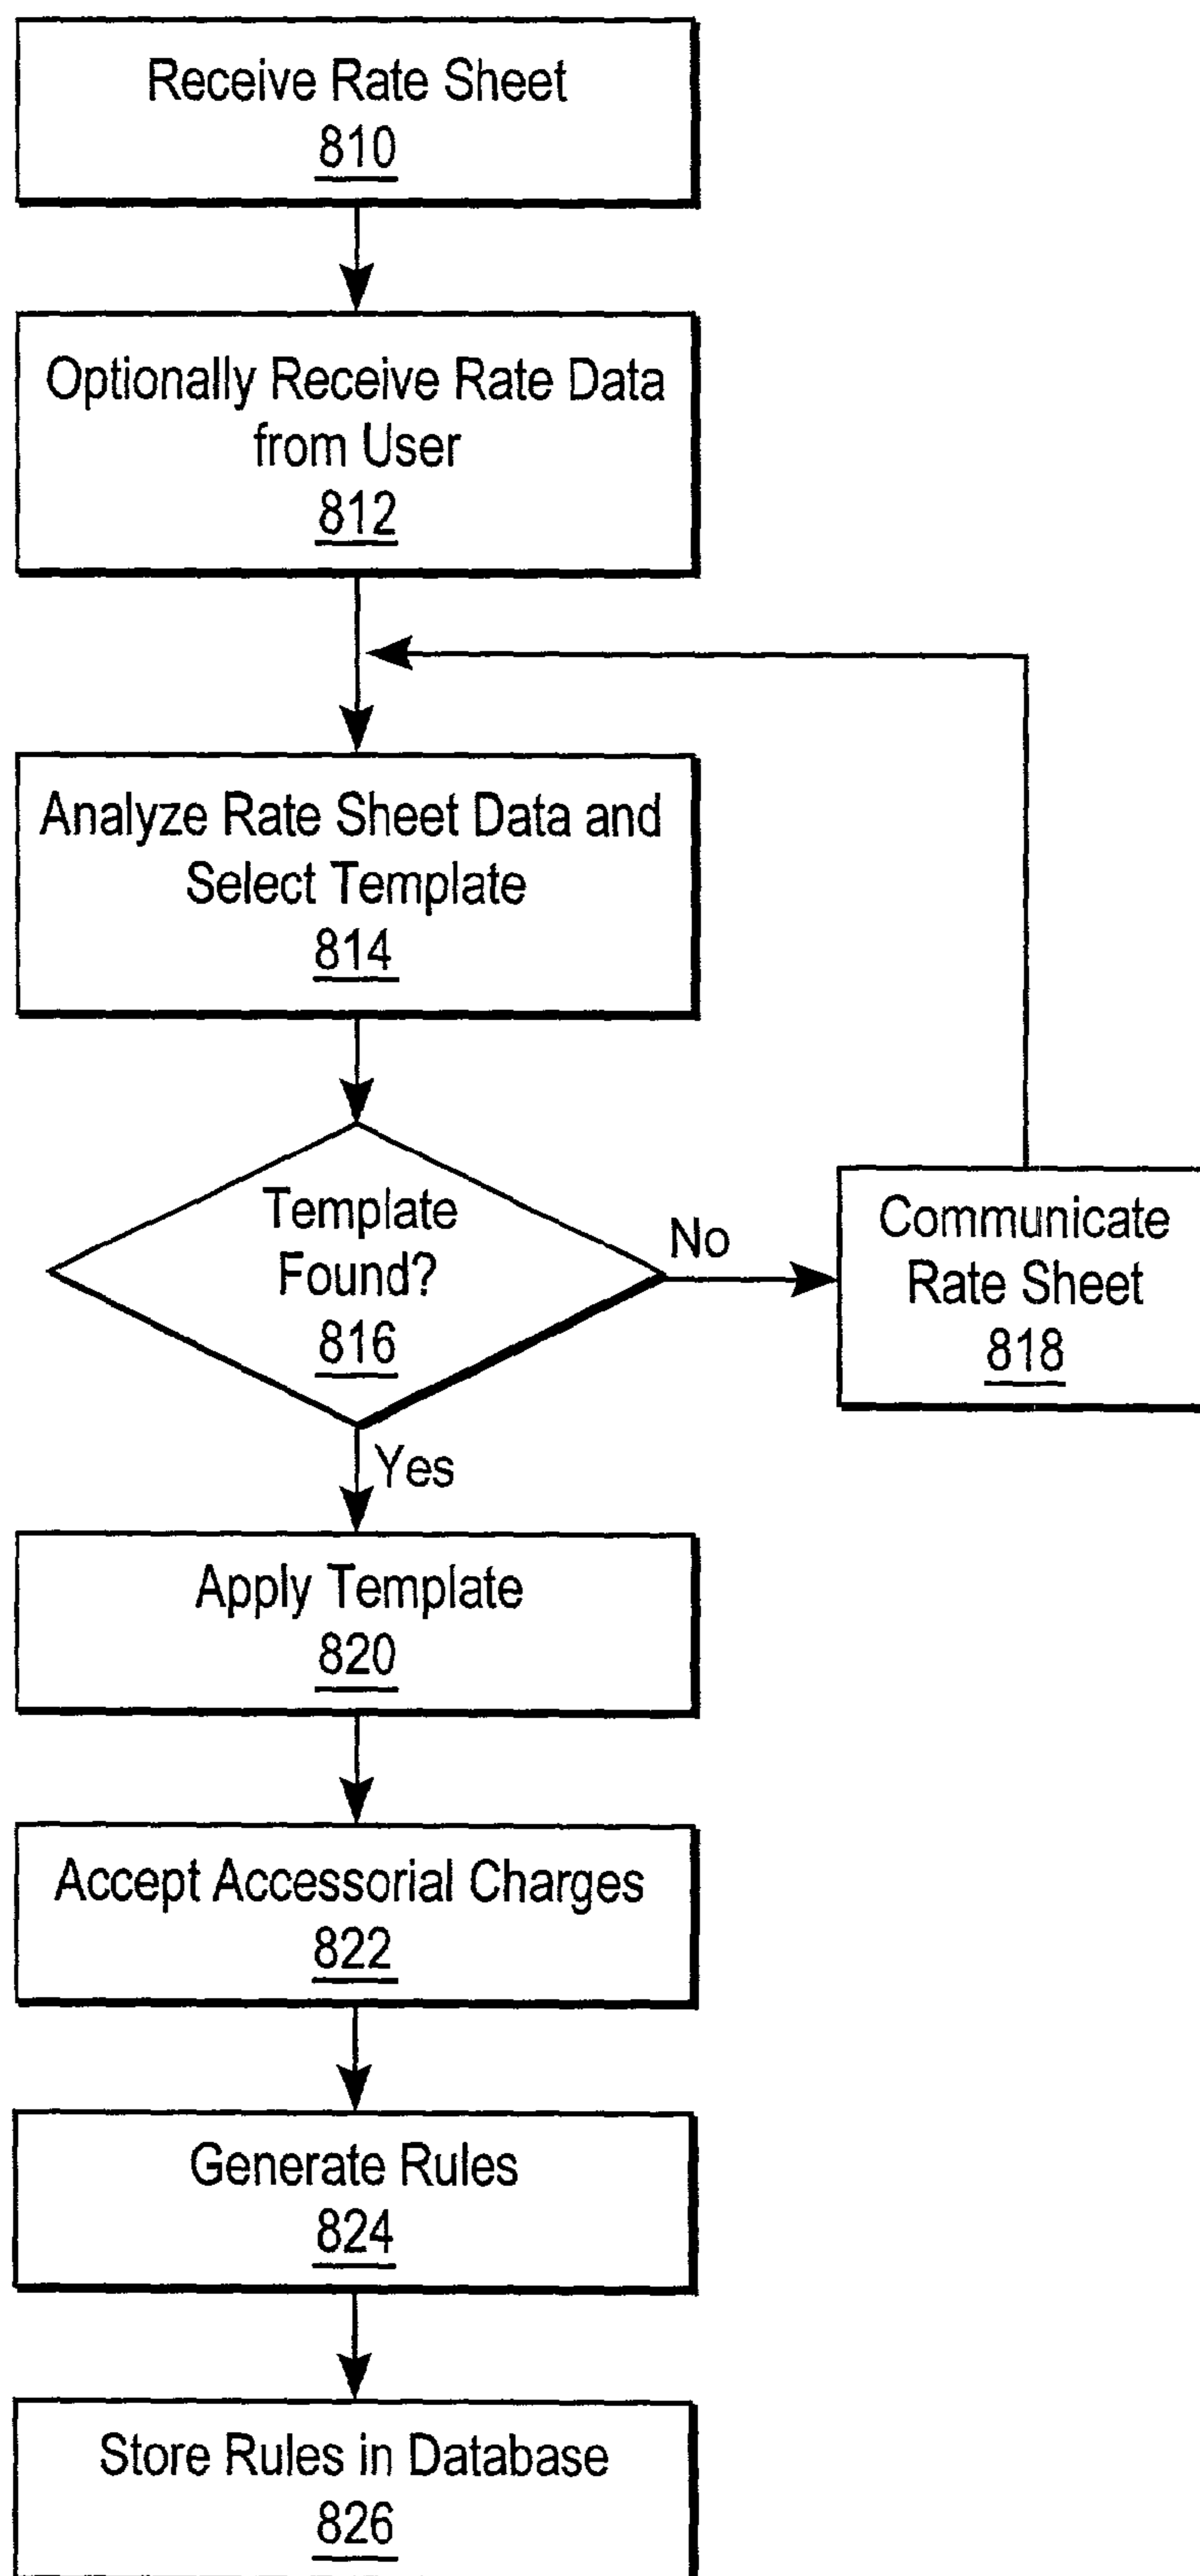 Receive Rate Sheet
810
Optionally Receive Rate Data
from User
812
Analyze Rate Sheet Data and
Select Template
814
Template
Found?
816
No
Communicate
Rate Sheet
818
Yes
Apply Template
820
Accept Accessorial Charges
822
Generate Rules
824
Store Rules in Database
826